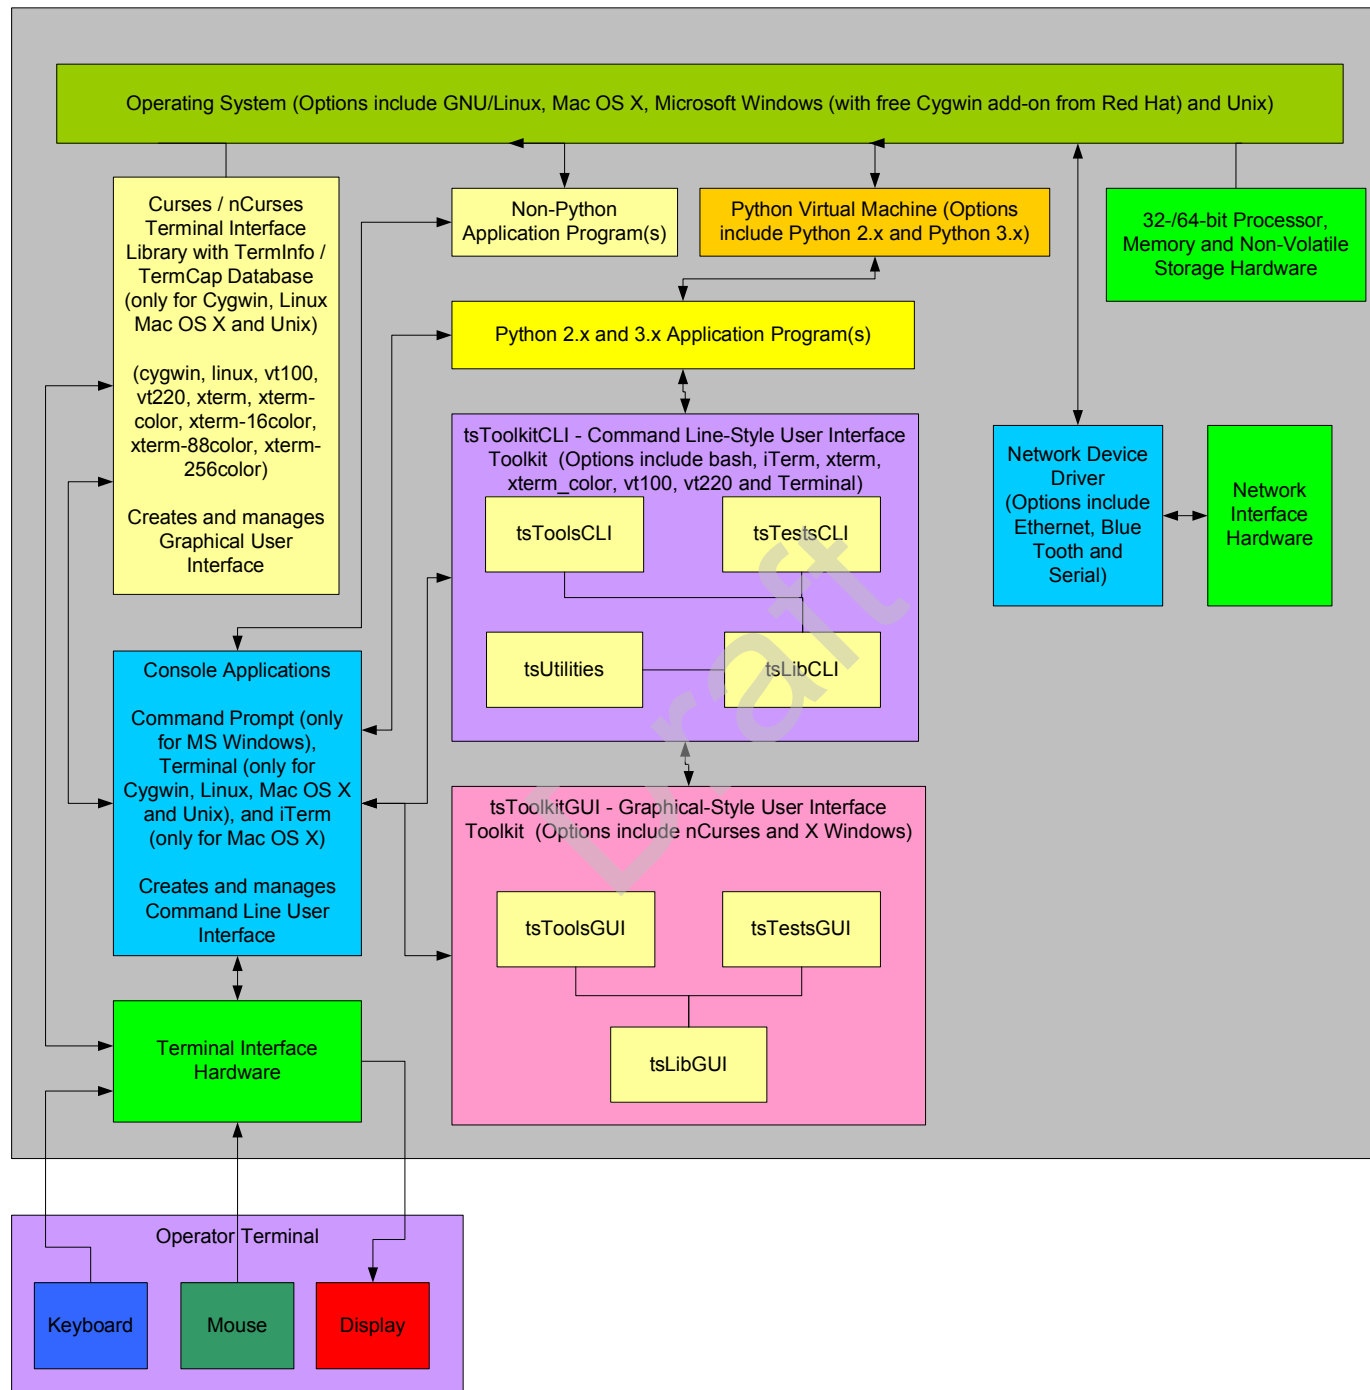 Operating System (Options include GNU/Linux, Mac OS X, Microsoft Windows (with free Cygwin add-on from Red Hat) and Unix)
Curses / nCurses
Terminal Interface
Library with TermInfo /
TermCap Database
(only for Cygwin, Linux
Mac OS X and Unix)
(cygwin, linux, vt100,
vt220, xterm, xterm-
color, xterm-16color,
xterm-88color, xterm-
256color)
Creates and manages
Graphical User
Interface
Non-Python
Application Program(s)
Python Virtual Machine (Options
include Python 2.x and Python 3.x)
32-/64-bit Processor,
Memory and Non-Volatile
Storage Hardware
Python 2.x and 3.x Application Program(s)
tsToolkitCLI - Command Line-Style User Interface
Toolkit  (Options include bash, iTerm, xterm,
xterm_color, vt100, vt220 and Terminal)
tsToolsCLI
tsTestsCLI
tsUtilities
tsLibCLI
Network Device
Driver
(Options include
Ethernet, Blue
Tooth and
Serial)
Network
Interface
Hardware
Console Applications
Command Prompt (only
for MS Windows),
Terminal (only for
Cygwin, Linux, Mac OS X
and Unix), and iTerm
(only for Mac OS X)
Creates and manages
Command Line User
Interface
tsToolkitGUI - Graphical-Style User Interface
Toolkit  (Options include nCurses and X Windows)
tsToolsGUI
tsTestsGUI
tsLibGUI
Terminal Interface
Hardware
Operator Terminal
Keyboard
Mouse
Display
Draft